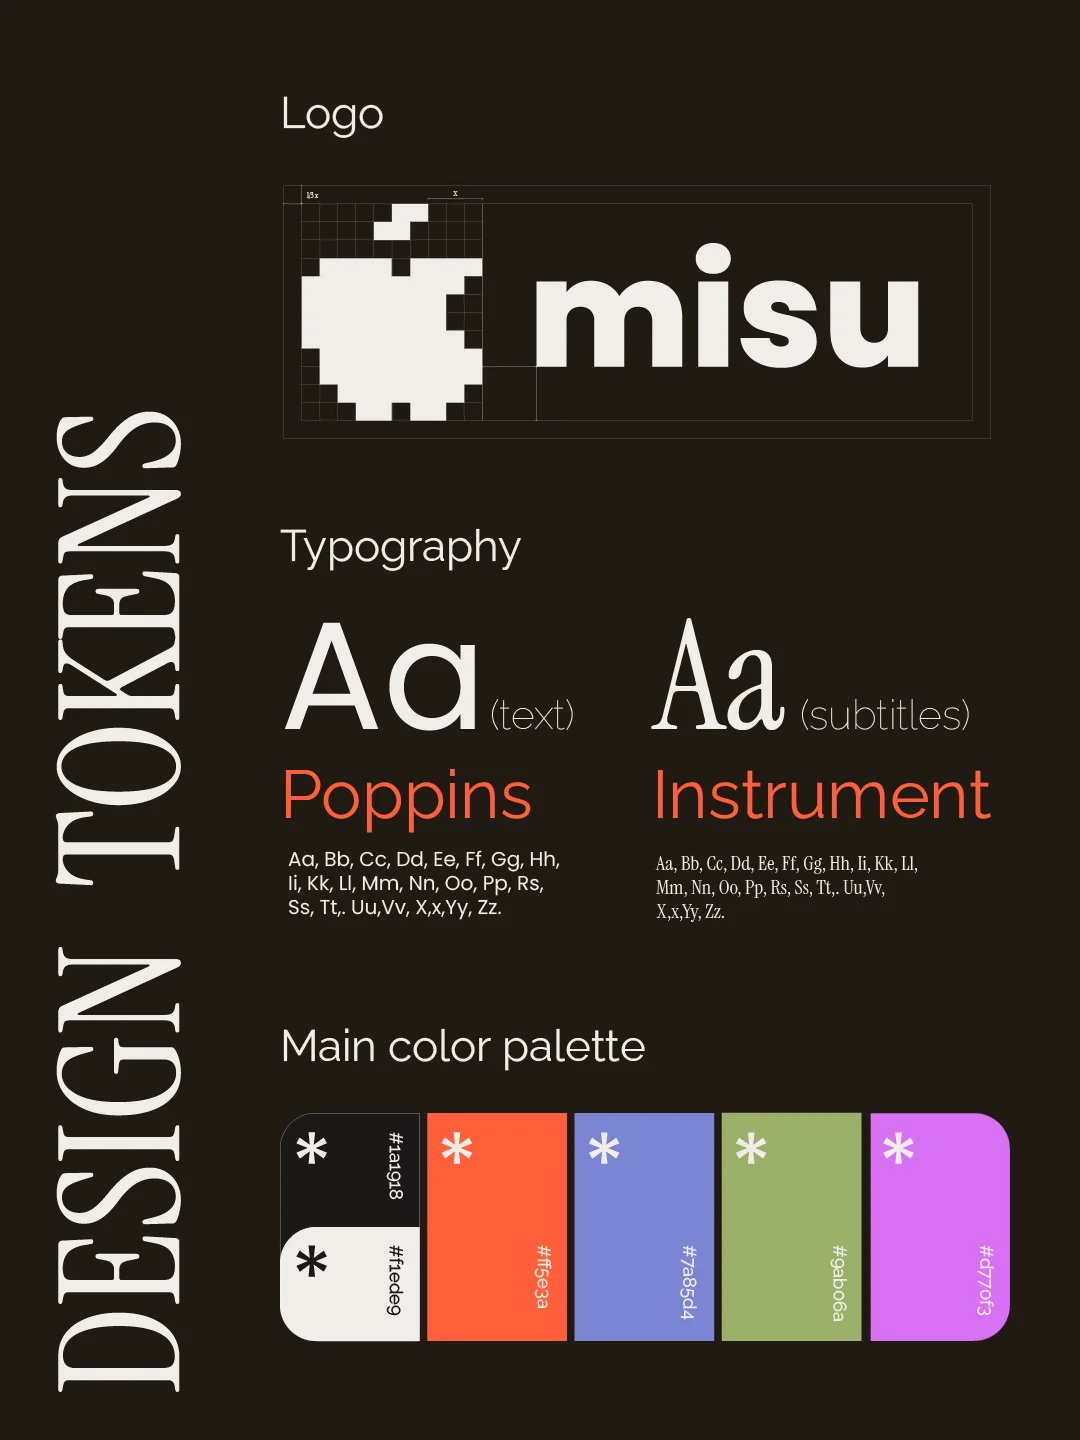 DESIGN TOKENS
Logo
1/3 x
x
misu
Typography
Aa (text)
Poppins
Aa, Bb, Cc, Dd, Ee, Ff, Gg, Hh,
Ii, Kk, Ll, Mm, Nn, Oo, Pp, Rs,
Ss, Tt,. Uu,Vv, X,x,Yy, Zz.
Aa (subtitles)
Instrument
Aa, Bb, Cc, Dd, Ee, Ff, Gg, Hh, Ii, Kk, Ll,
Mm, Nn, Oo, Pp, Rs, Ss, Tt,. Uu,Vv,
X,x,Yy, Zz.
Main color palette
* #1a1918
* #f1ede9
* #ff5e3a
* #7a85d4
* #9ab06a
* #d770f3